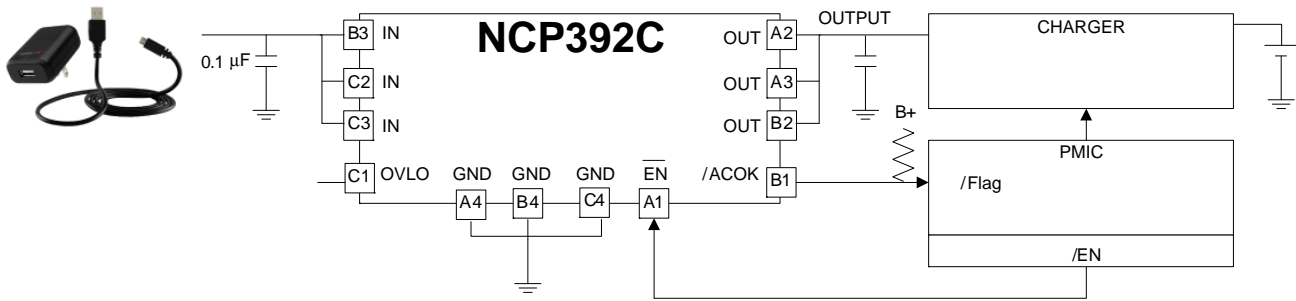 NCP392C
0.1 μF
B3 IN
C2 IN
C3 IN
C1 OVLO
GND
A4
GND
B4
GND
C4
EN
A1
/ACOK B1
OUT A2
OUT A3
OUT B2
OUTPUT
CHARGER
B+
PMIC
/Flag
/EN